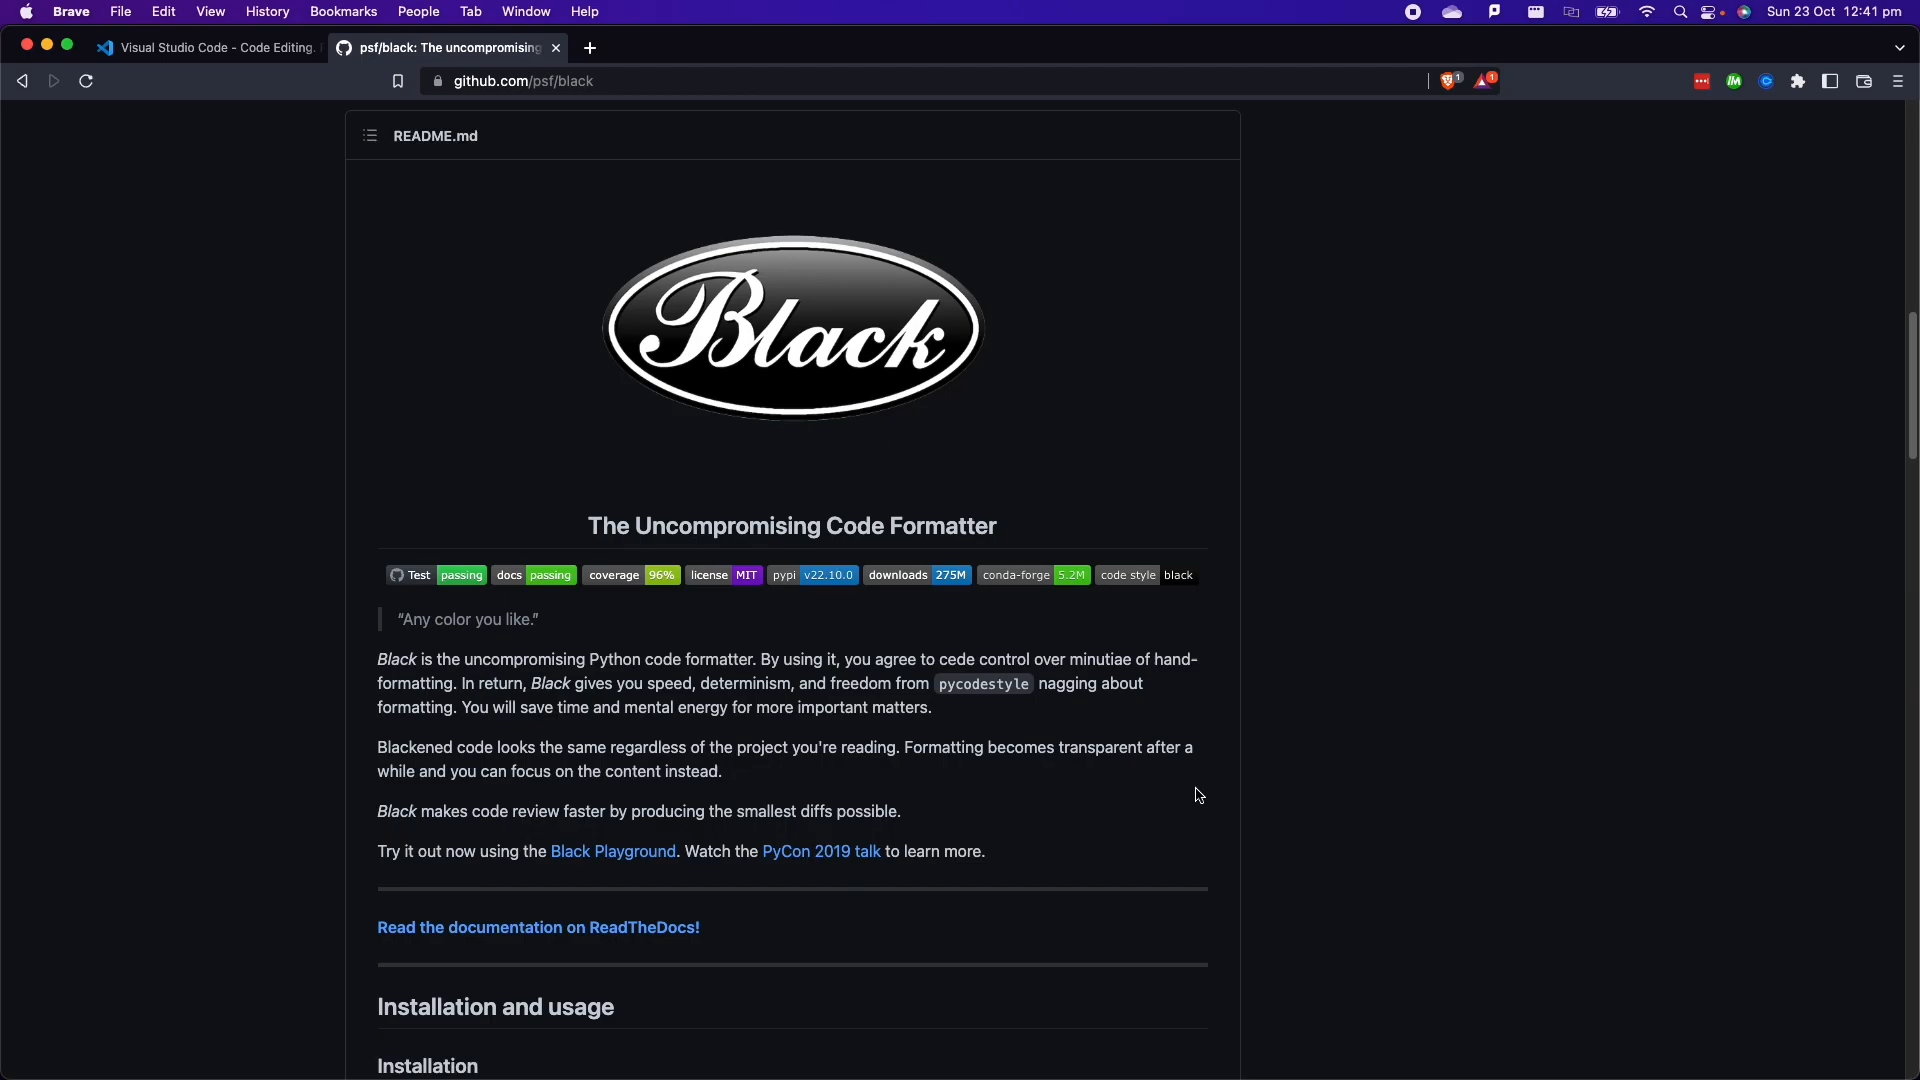 Brave File Edit View History Bookmarks People Tab Window Help Sun 23 Oct 12:41 pm
Visual Studio Code - Code Editing. psf/black: The uncompromising
github.com/psf/black 1 1
README.md
Black
The Uncompromising Code Formatter
Test passing docs passing coverage 96% license MIT pypi v22.10.0 downloads 275M conda-forge 5.2M code style black
“Any color you like.”
Black is the uncompromising Python code formatter. By using it, you agree to cede control over minutiae of hand-
formatting. In return, Black gives you speed, determinism, and freedom from pycodestyle nagging about
formatting. You will save time and mental energy for more important matters.
Blackened code looks the same regardless of the project you're reading. Formatting becomes transparent after a
while and you can focus on the content instead.
Black makes code review faster by producing the smallest diffs possible.
Try it out now using the Black Playground. Watch the PyCon 2019 talk to learn more.
Read the documentation on ReadTheDocs!
Installation and usage
Installation